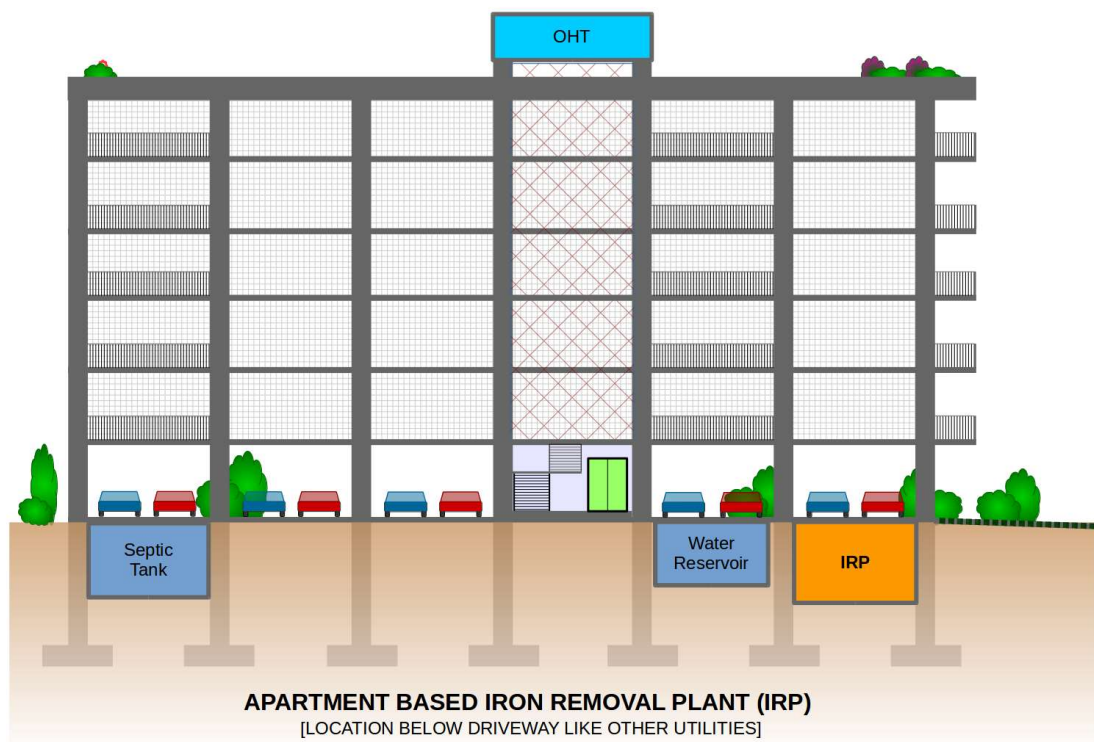 OHT
Septic
Tank
Water
Reservoir
IRP
APARTMENT BASED IRON REMOVAL PLANT (IRP)
[LOCATION BELOW DRIVEWAY LIKE OTHER UTILITIES]